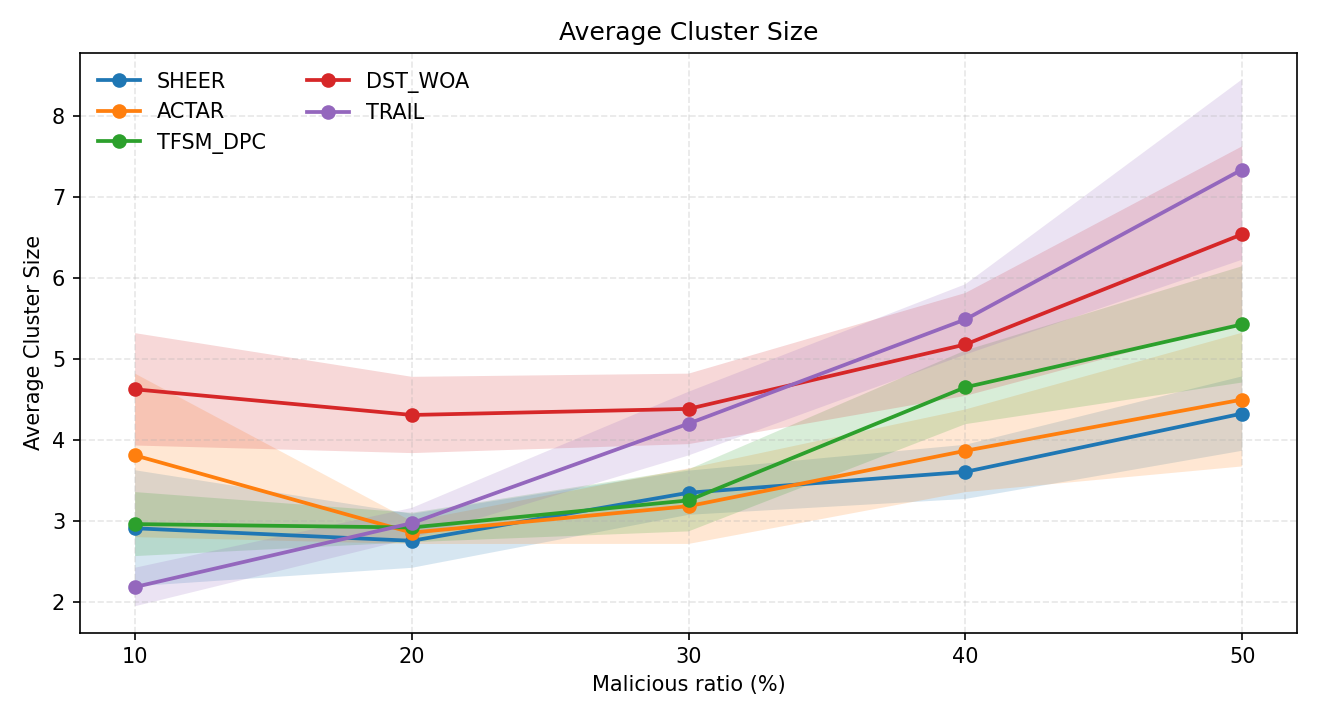 Average Cluster Size
SHEER
ACTAR
TFSM_DPC
DST_WOA
TRAIL
Average Cluster Size
8
7
6
5
4
3
2
10 20 30 40 50
Malicious ratio (%)